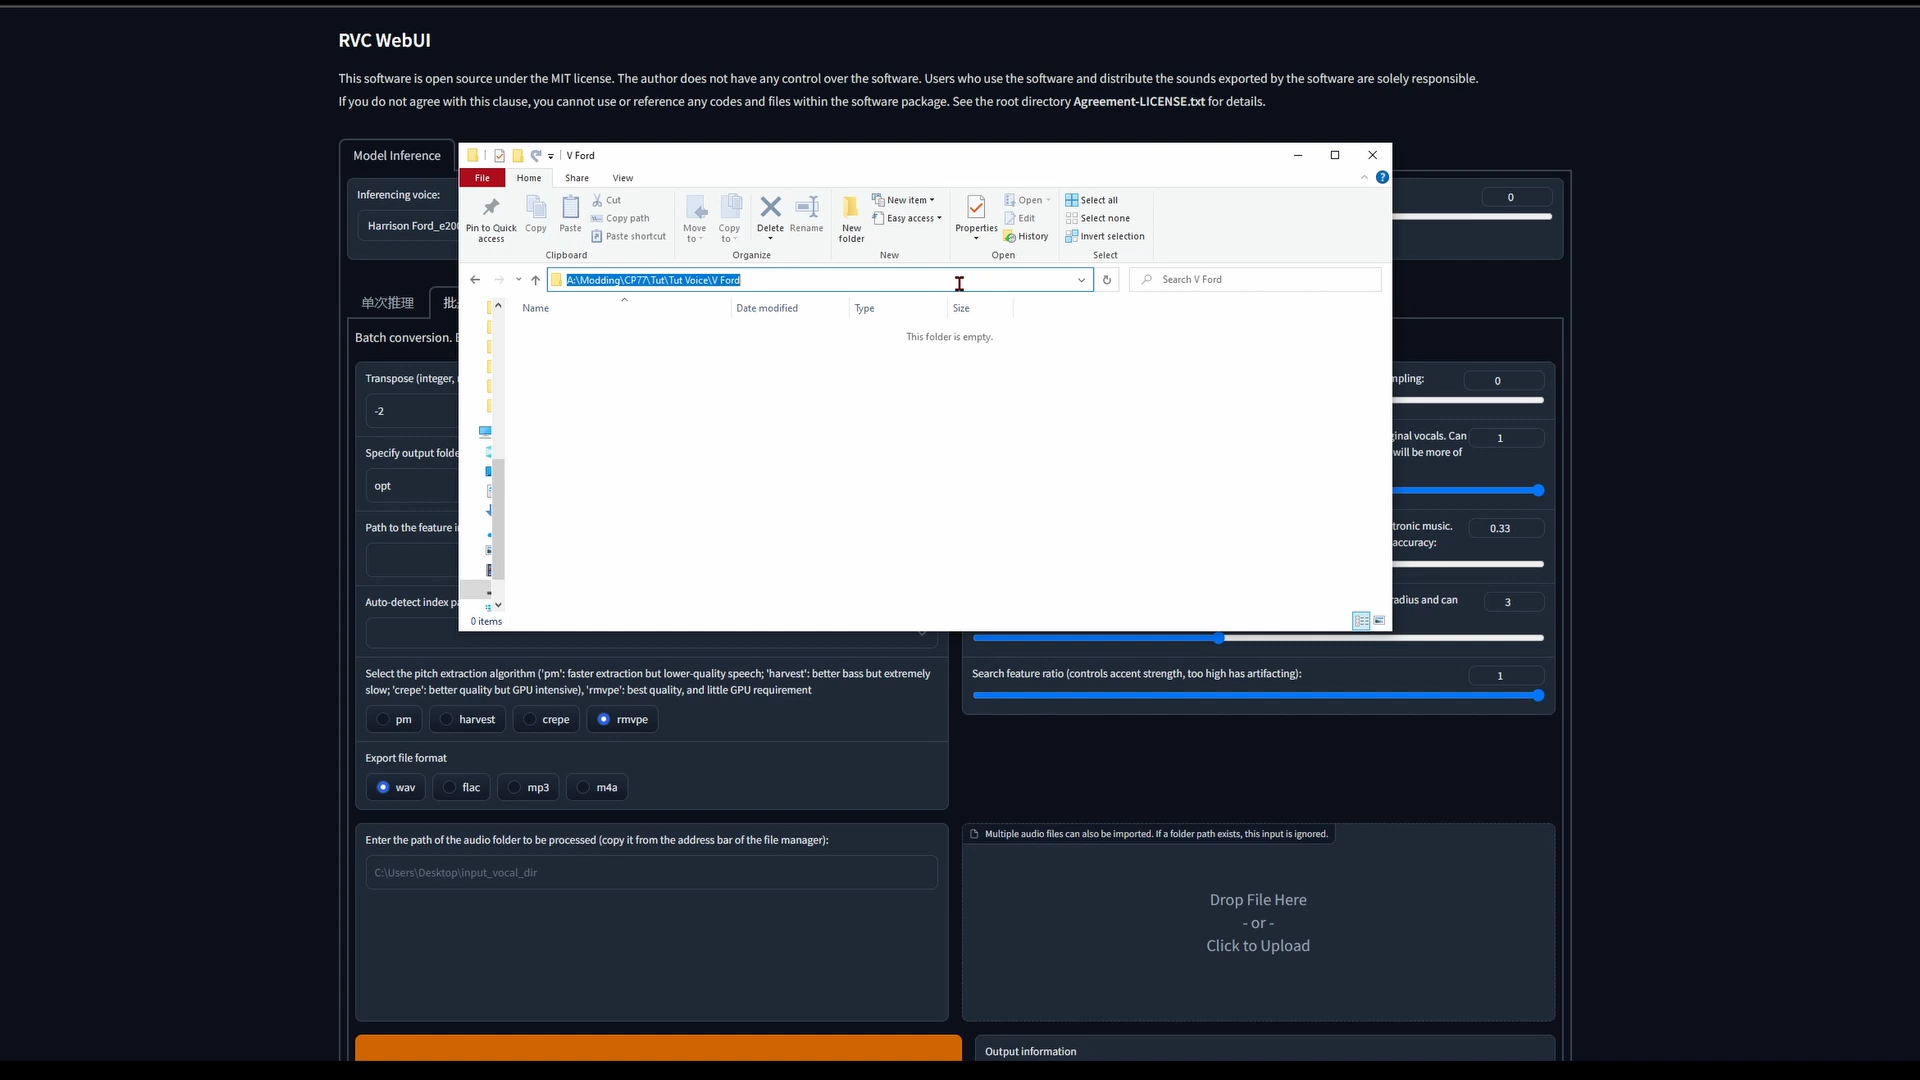 RVC WebUI
This software is open source under the MIT license. The author does not have any control over the software. Users who use the software and distribute the sounds exported by the software are solely responsible.
If you do not agree with this clause, you cannot use or reference any codes and files within the software package. See the root directory Agreement-LICENSE.txt for details.
Model Inference
Inferencing voice:
Harrison Ford_e200
0
V Ford
File Home Share View
Pin to Quick access
Copy
Paste
Cut
Copy path
Paste shortcut
Clipboard
Move to
Copy to
Delete
Rename
Organize
New folder
New item
Easy access
New
Properties
Open
Edit
History
Open
Select all
Select none
Invert selection
Select
A:\Modding\CP77\Tut\Tut Voice\V Ford
Search V Ford
Name Date modified Type Size
This folder is empty.
0 items
单次推理
Batch conversion.
Transpose (integer,
-2
Specify output folde
opt
Path to the feature i
Auto-detect index pa
Select the pitch extraction algorithm ('pm': faster extraction but lower-quality speech; 'harvest': better bass but extremely
slow; 'crepe': better quality but GPU intensive), 'rmvpe': best quality, and little GPU requirement
pm harvest crepe rmvpe
Export file format
wav flac mp3 m4a
mpling:
0
ginal vocals. Can
will be more of
1
tronic music.
accuracy:
0.33
radius and can
3
Search feature ratio (controls accent strength, too high has artifacting):
1
Enter the path of the audio folder to be processed (copy it from the address bar of the file manager):
C:\Users\Desktop\input_vocal_dir
Multiple audio files can also be imported. If a folder path exists, this input is ignored.
Drop File Here
- or -
Click to Upload
Output information